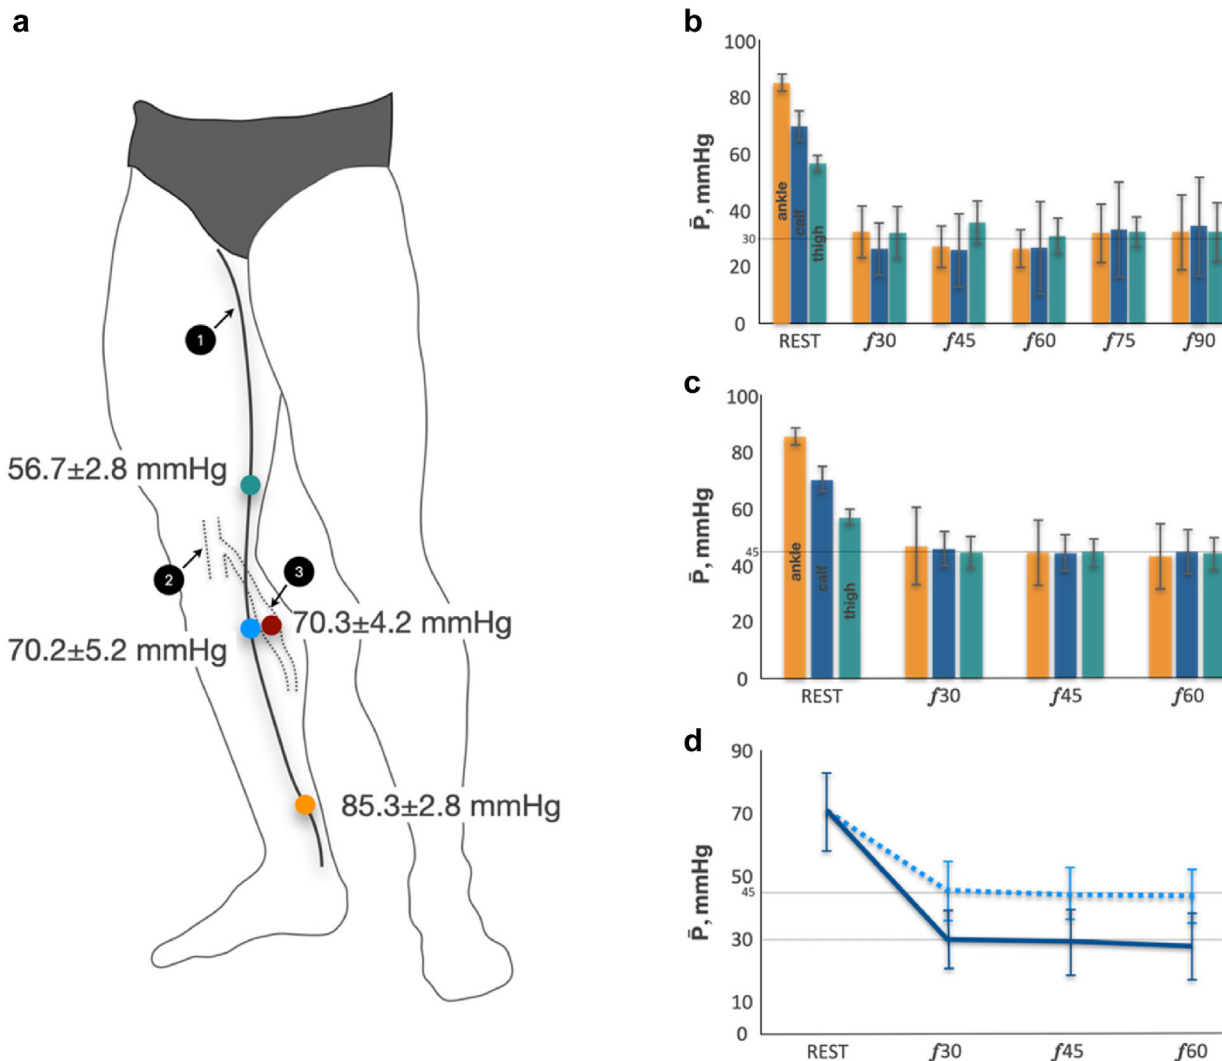 a
1
56.7±2.8 mmHg
2
3
70.3±4.2 mmHg
70.2±5.2 mmHg
85.3±2.8 mmHg
b
P̄, mmHg
100
80
60
40
30
20
0
ankle
calf
thigh
REST f30 f45 f60 f75 f90
c
P̄, mmHg
100
80
60
45
40
20
0
ankle
calf
thigh
REST f30 f45 f60
d
P̄, mmHg
90
70
50
45
30
10
0
REST f30 f45 f60